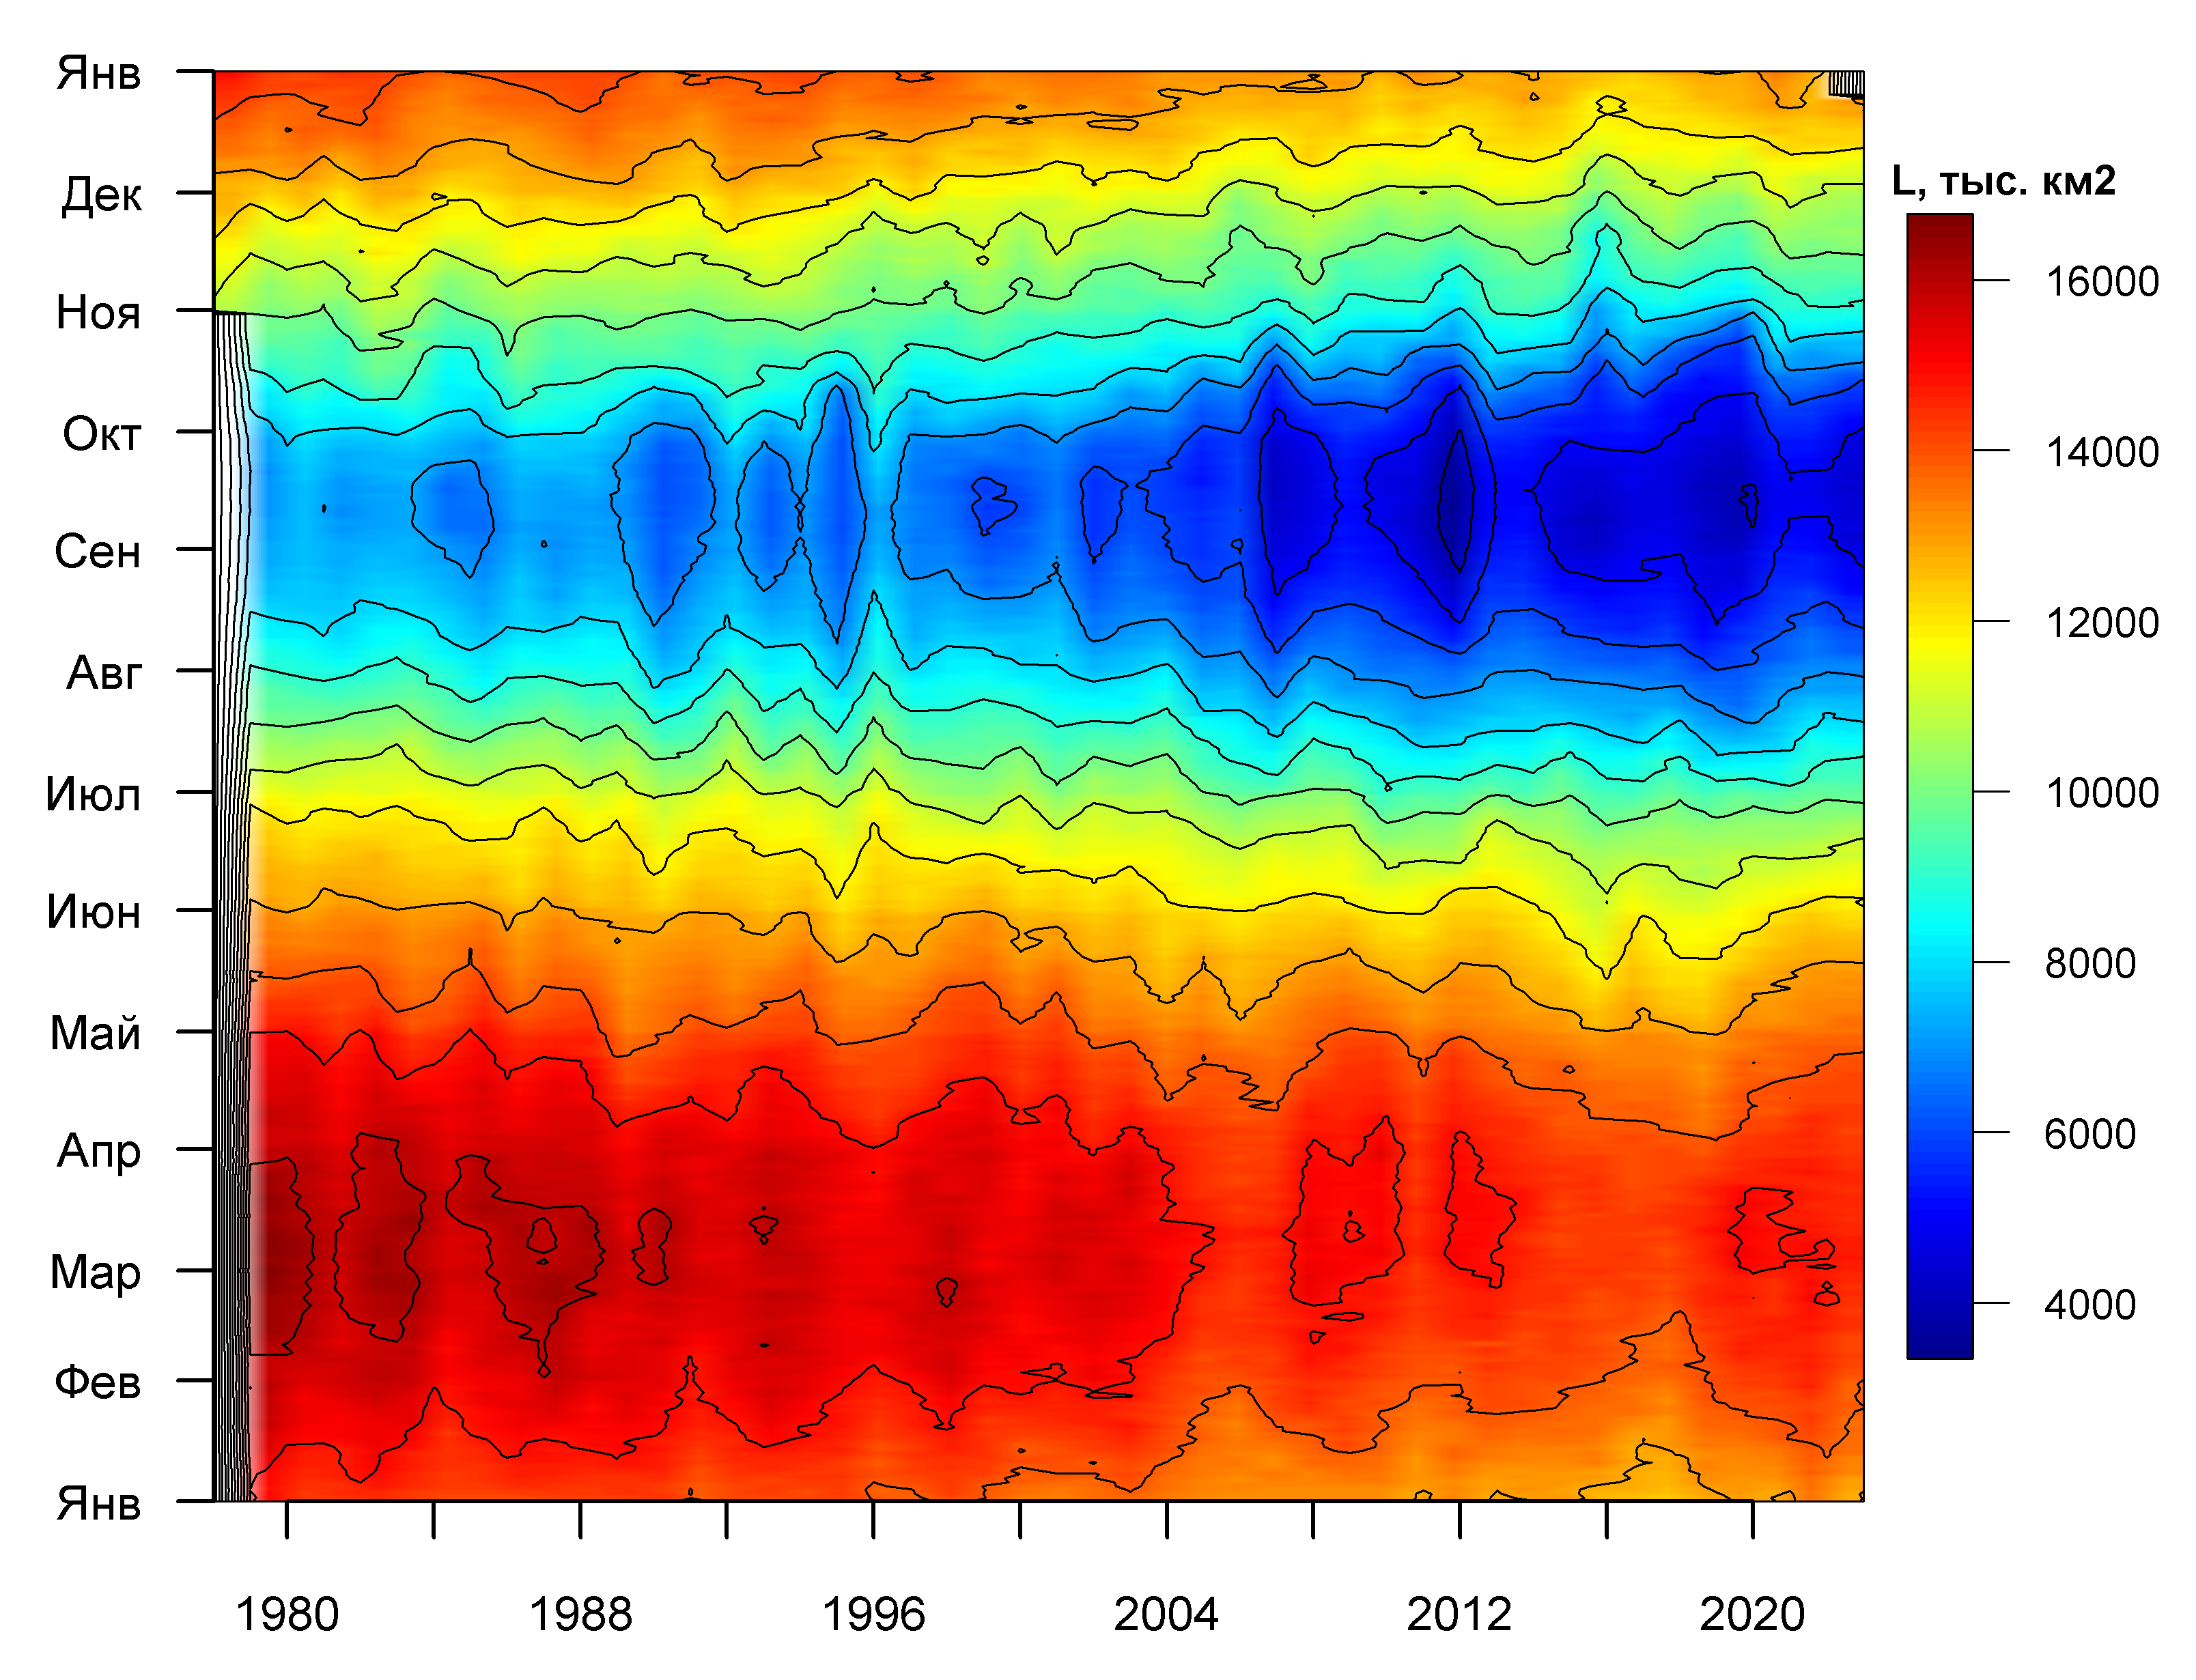 Янв
Дек
Ноя
Окт
Сен
Авг
Июл
Июн
Май
Апр
Мар
Фев
Янв
1980 1988 1996 2004 2012 2020
L, тыс. км2
16000
14000
12000
10000
8000
6000
4000